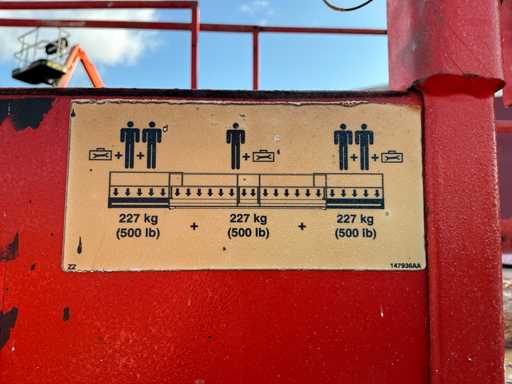 + + + + +
227 kg 227 kg 227 kg
(500 lb) + (500 lb) + (500 lb)
Z2 147936AA